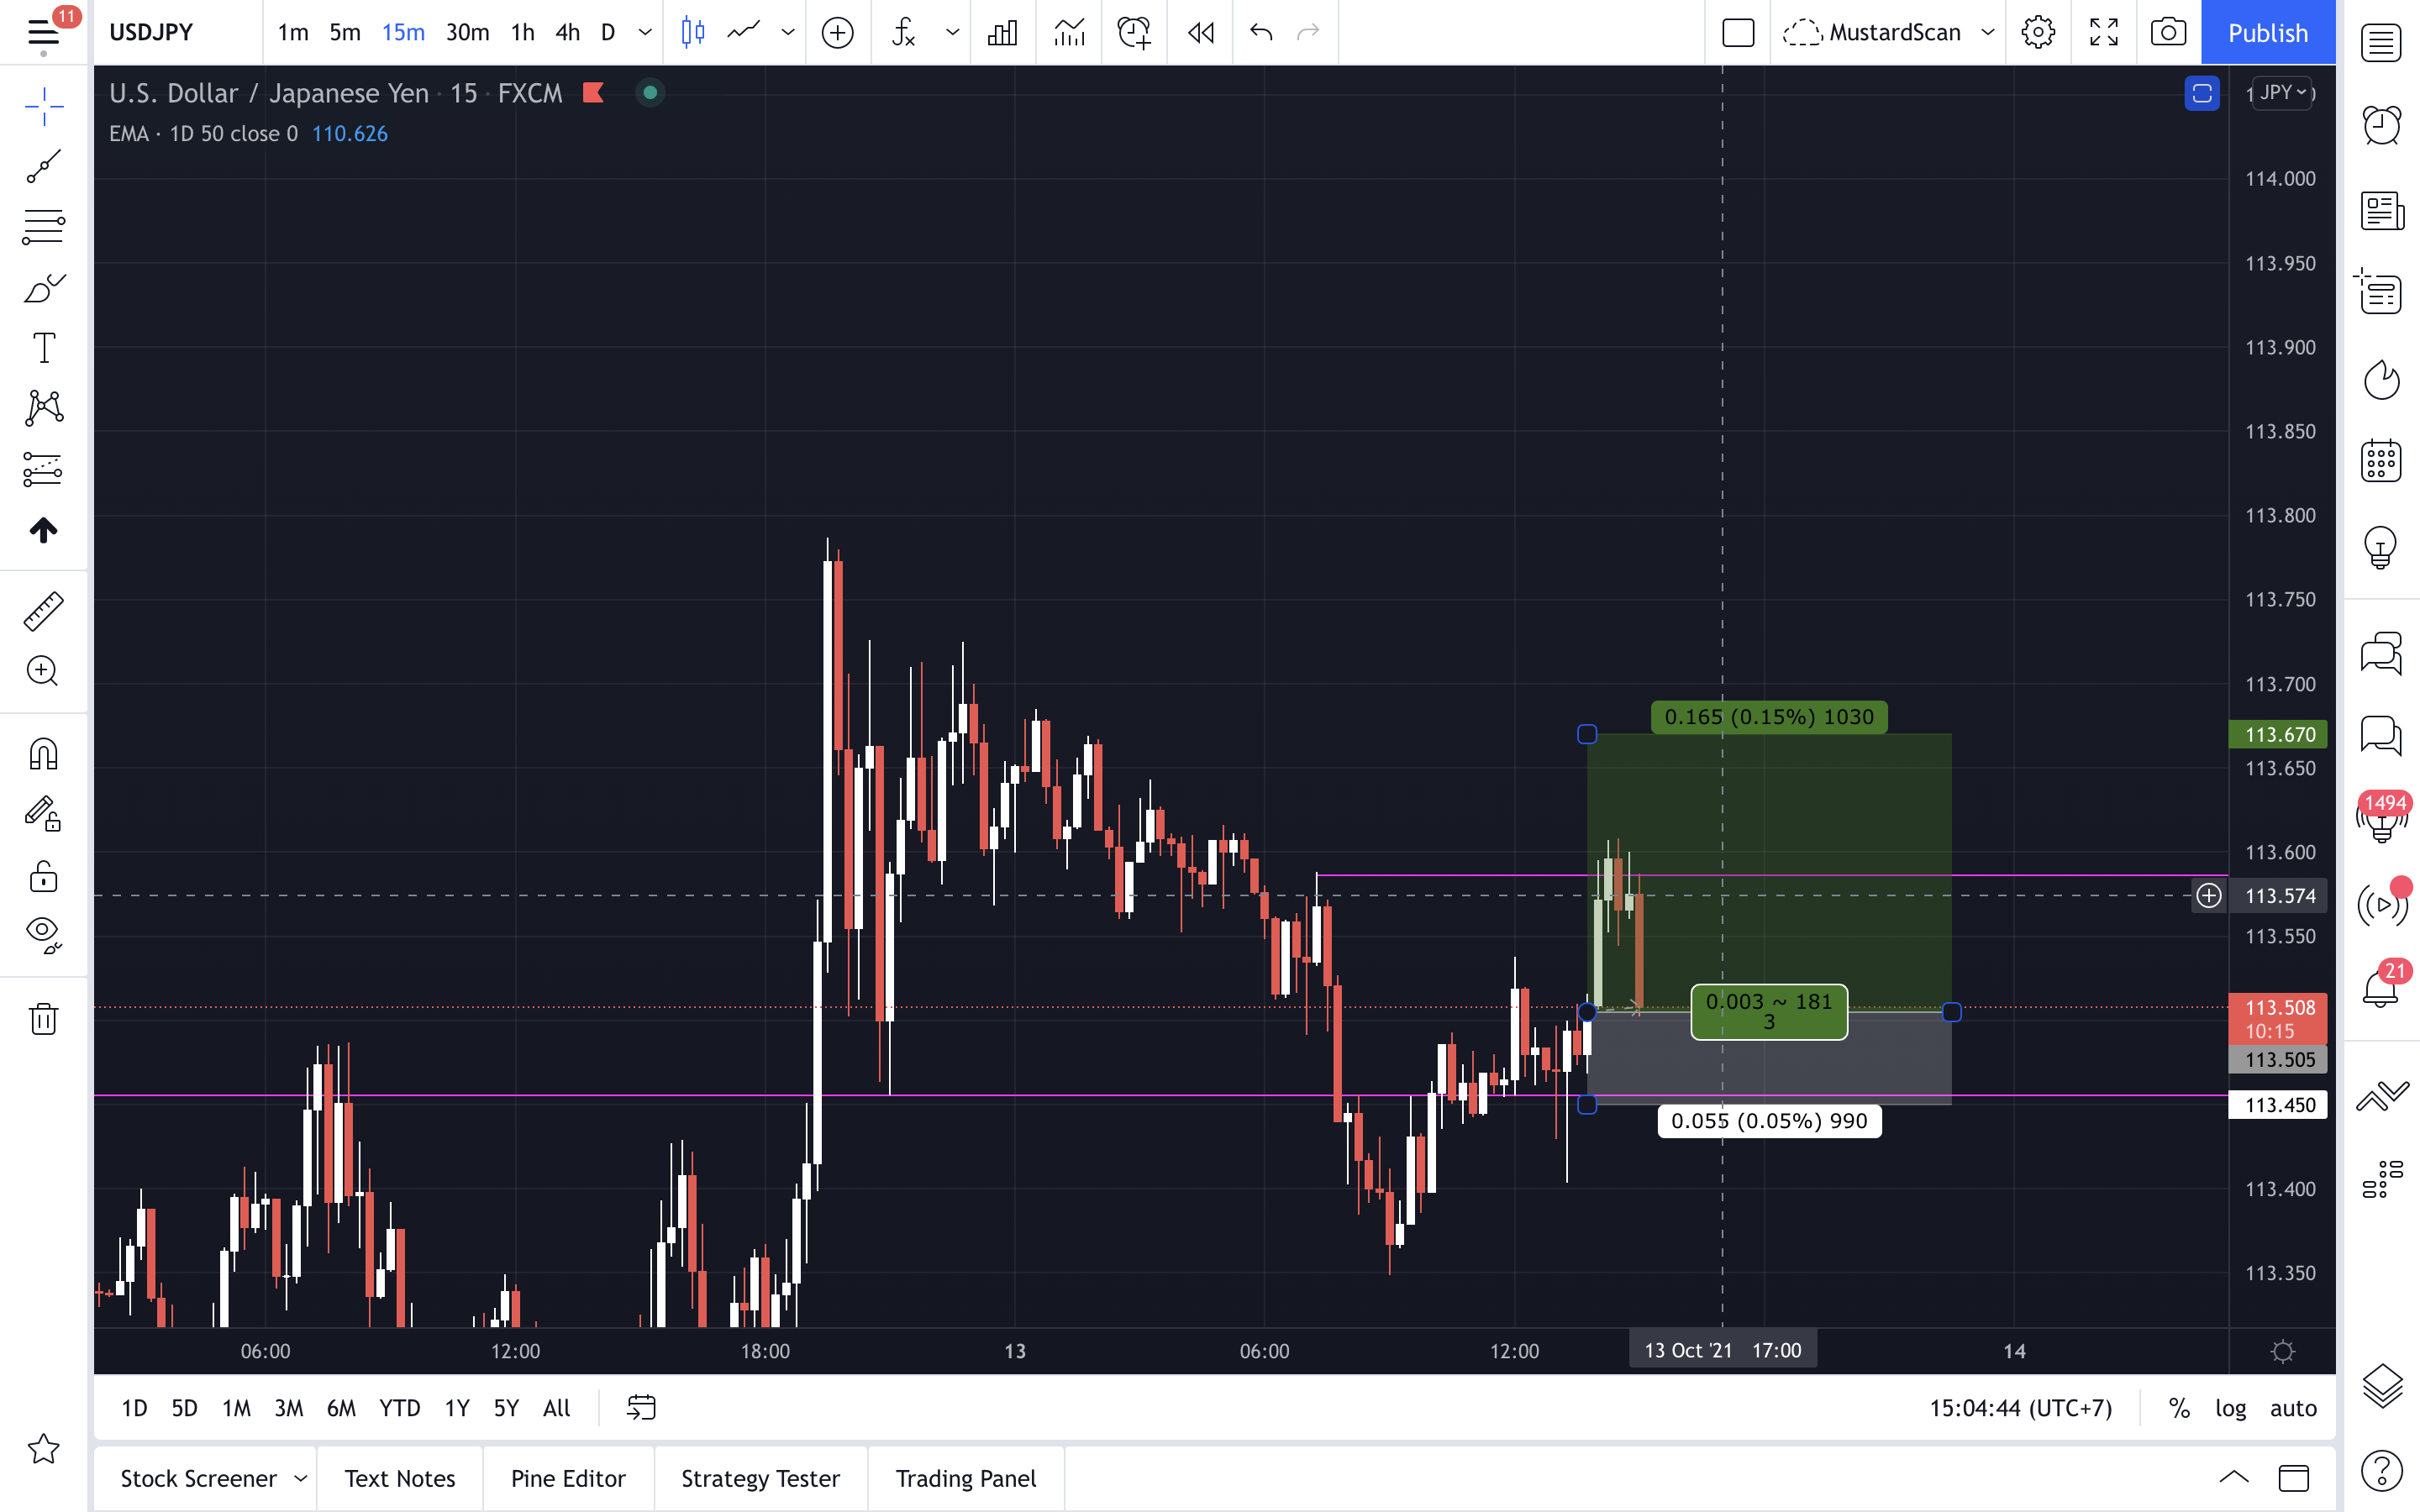 11
USDJPY
1m 5m 15m 30m 1h 4h D
MustardScan
Publish
U.S. Dollar / Japanese Yen · 15 · FXCM
EMA · 1D 50 close 0 110.626
JPY
114.000
113.950
113.900
113.850
113.800
113.750
113.700
0.165 (0.15%) 1030
113.670
113.650
1494
113.600
113.574
113.550
21
0.003 ~ 181
3
113.508
10:15
113.505
113.450
0.055 (0.05%) 990
113.400
113.350
06:00 12:00 18:00 13 06:00 12:00 13 Oct '21 17:00 14
1D 5D 1M 3M 6M YTD 1Y 5Y All
15:04:44 (UTC+7) % log auto
Stock Screener Text Notes Pine Editor Strategy Tester Trading Panel